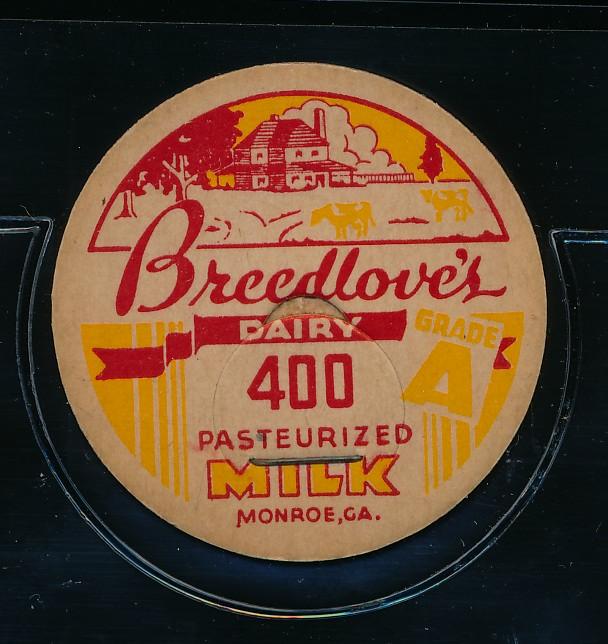 Breedlove's
DAIRY
GRADE
A
400
PASTEURIZED
MILK
MONROE, GA.